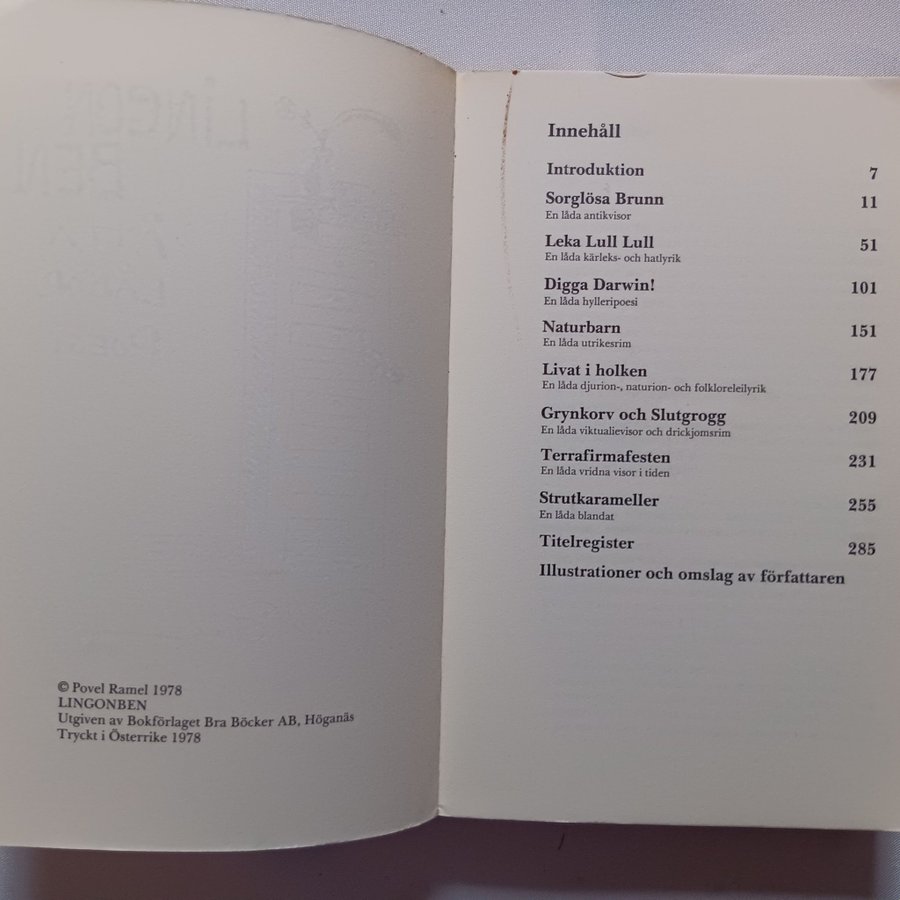 © Povel Ramel 1978
LINGONBEN
Utgiven av Bokförlaget Bra Böcker AB, Höganäs
Tryckt i Österrike 1978
Innehåll
Introduktion 7
Sorglösa Brunn 11
En låda antikvisor
Leka Lull Lull 51
En låda kärleks- och hatlyrik
Digga Darwin! 101
En låda hylleripoesi
Naturbarn 151
En låda utrikesrim
Livat i holken 177
En låda djurion-, naturion- och folkloreleilyrik
Grynkorv och Slutgrogg 209
En låda viktualievisor och drickjomsrim
Terrafirmafesten 231
En låda vridna visor i tiden
Strutkarameller 255
En låda blandat
Titelregister 285
Illustrationer och omslag av författaren